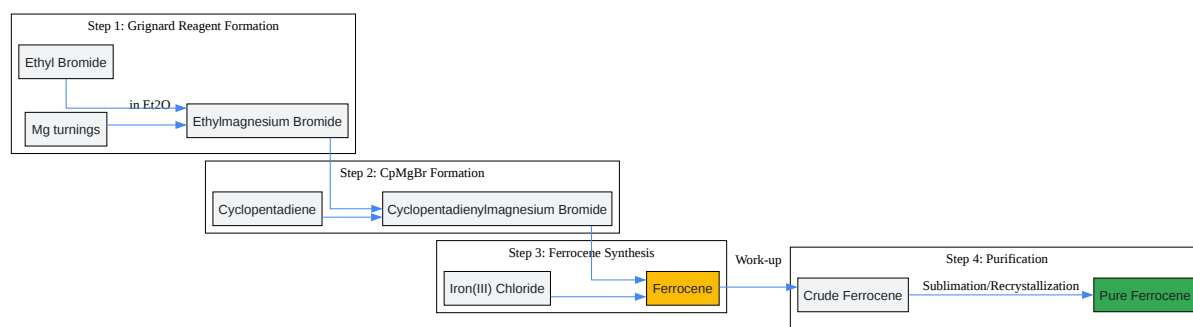 Step 1: Grignard Reagent Formation
Ethyl Bromide
in Et2O
Mg turnings
Ethylmagnesium Bromide
Step 2: CpMgBr Formation
Cyclopentadiene
Cyclopentadienylmagnesium Bromide
Step 3: Ferrocene Synthesis
Iron(III) Chloride
Ferrocene
Work-up
Step 4: Purification
Crude Ferrocene
Sublimation/Recrystallization
Pure Ferrocene